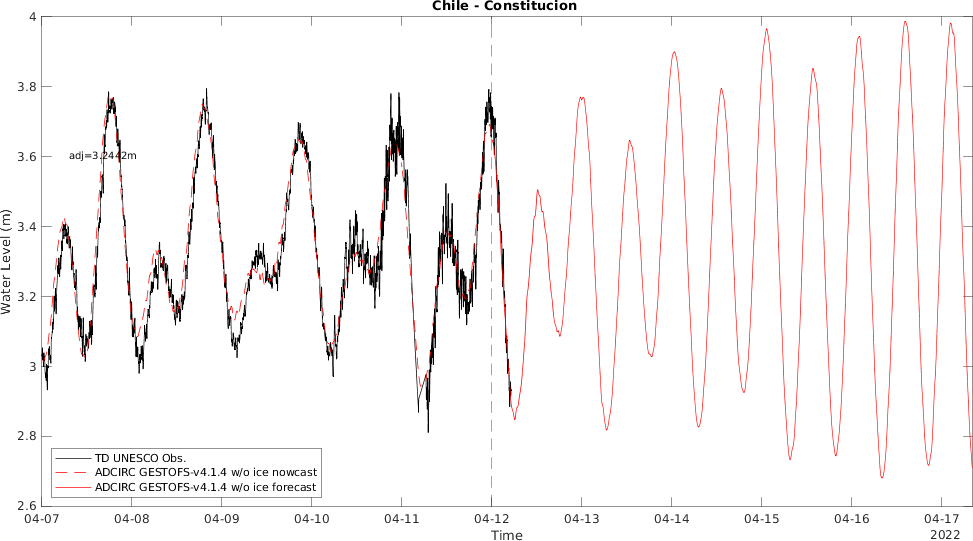 Chile - Constitucion
4
3.8
3.6
3.4
3.2
3
2.8
2.6
Water Level (m)
adj=3.2442m
TD UNESCO Obs.
ADCIRC GESTOFS-v4.1.4 w/o ice nowcast
ADCIRC GESTOFS-v4.1.4 w/o ice forecast
04-07 04-08 04-09 04-10 04-11 04-12 04-13 04-14 04-15 04-16 04-17
Time
2022